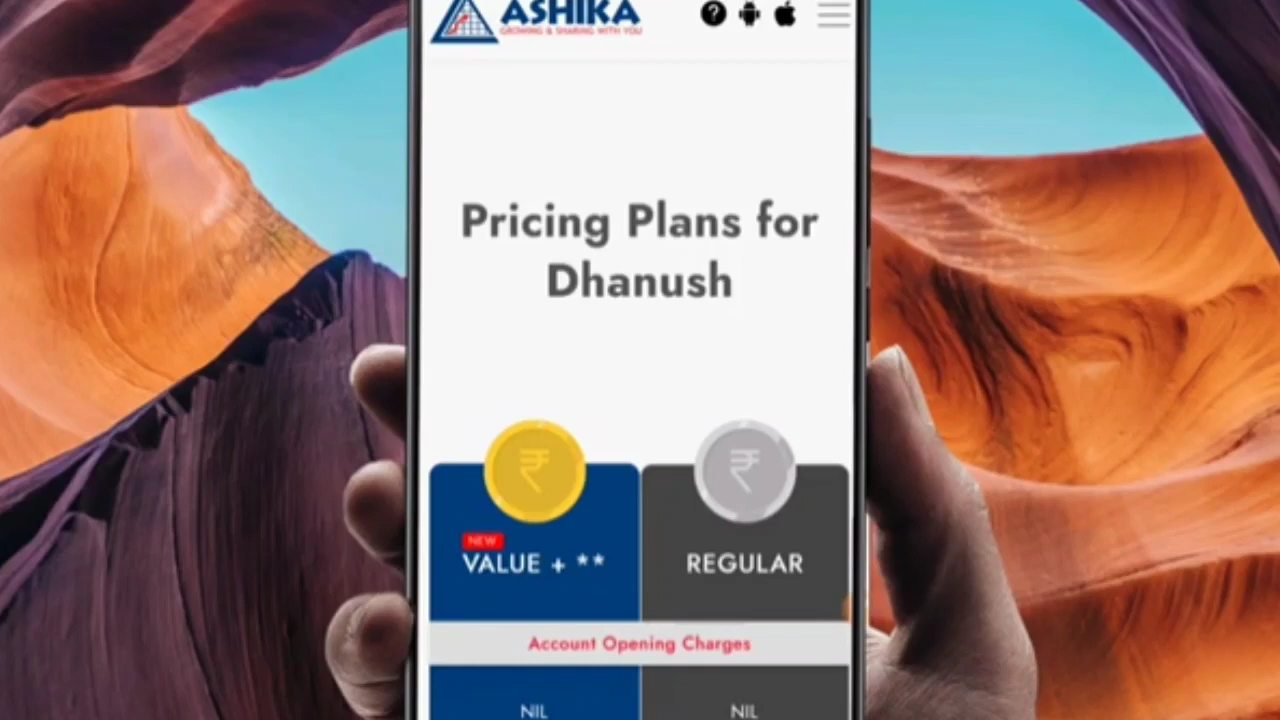 ASHIKA
GROWING & SHARING WITH YOU
Pricing Plans for
Dhanush
NEW
VALUE + **
REGULAR
Account Opening Charges
NIL
NIL